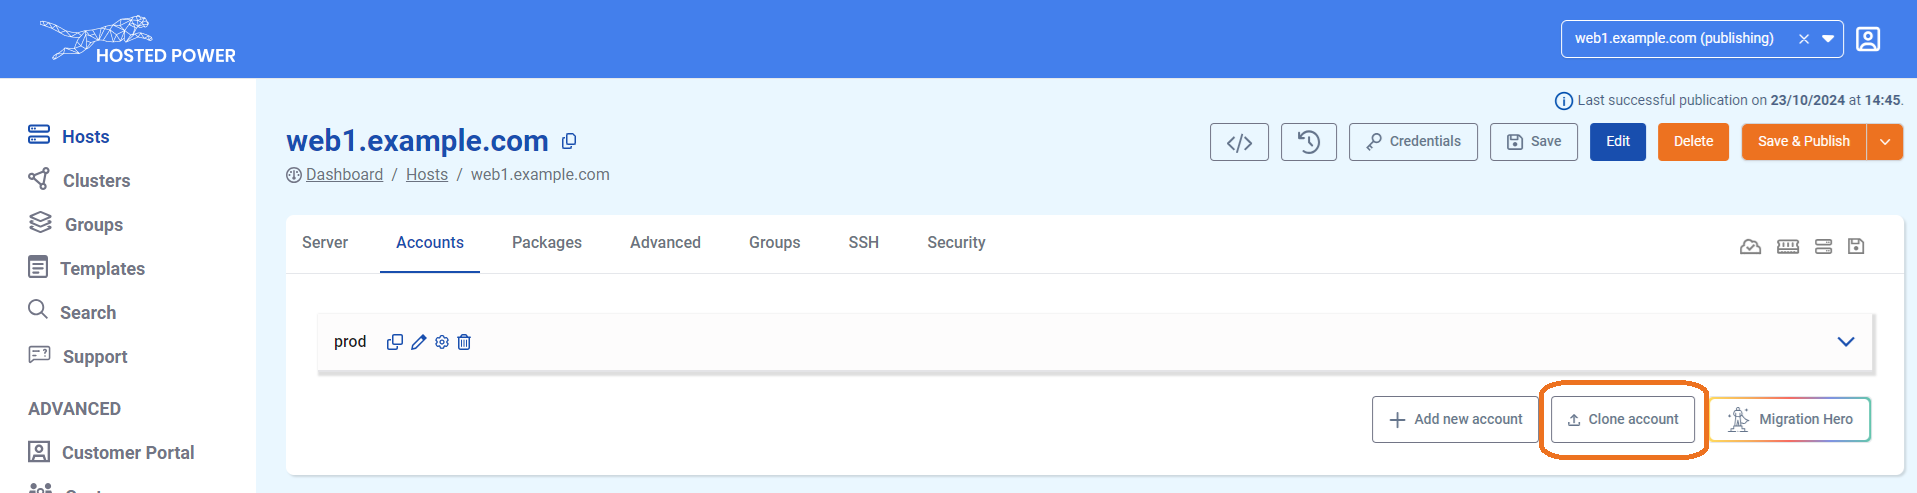 HOSTED POWER
web1.example.com (publishing)
Last successful publication on 23/10/2024 at 14:45.
Hosts
Clusters
Groups
Templates
Search
Support
ADVANCED
Customer Portal
web1.example.com
</> Credentials Save Edit Delete Save & Publish
Dashboard / Hosts / web1.example.com
Server Accounts Packages Advanced Groups SSH Security
prod
Add new account Clone account Migration Hero